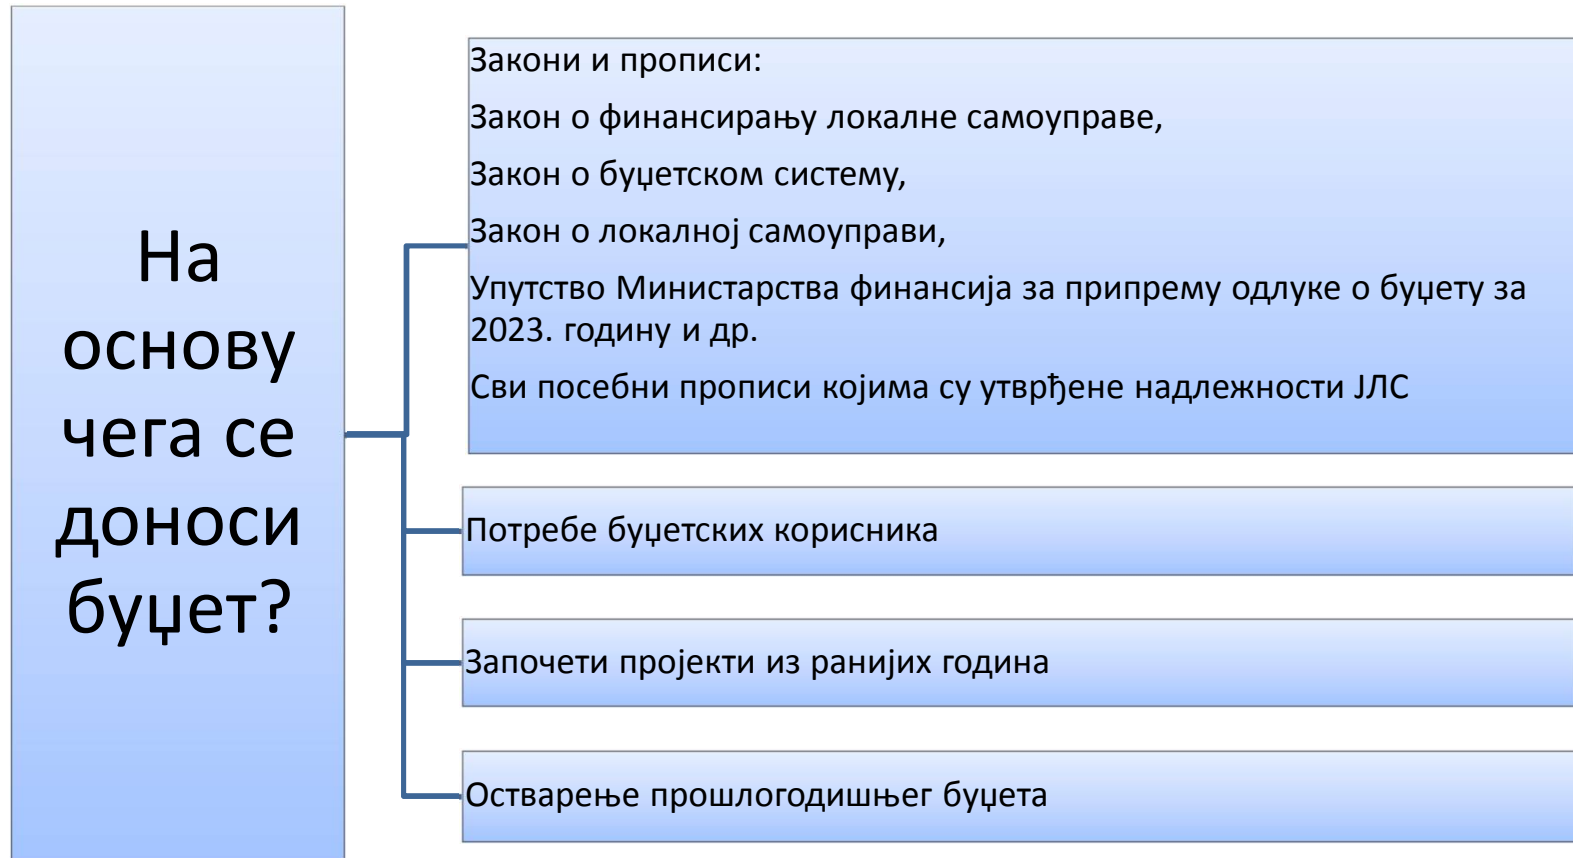 На
основу
чега се
доноси
буџет?
Закони и прописи:
Закон о финансирању локалне самоуправе,
Закон о буџетском систему,
Закон о локалној самоуправи,
Упутство Министарства финансија за припрему одлуке о буџету за
2023. годину и др.
Сви посебни прописи којима су утврђене надлежности ЈЛС
Потребе буџетских корисника
Започети пројекти из ранијих година
Остварење прошлогодишњег буџета